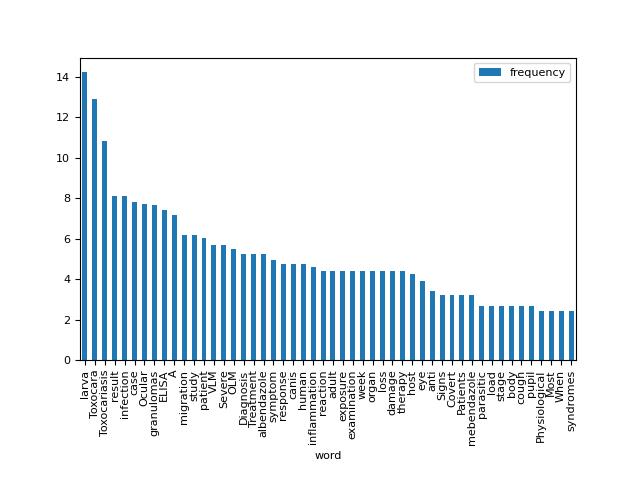 frequency
14
12
10
8
6
4
2
0
larva
Toxocara
Toxocariasis
result
infection
case
Ocular
granulomas
ELISA
A
migration
study
patient
VLM
Severe
OLM
Diagnosis
Treatment
albendazole
symptom
response
canis
human
inflammation
reaction
adult
exposure
examination
week
organ
loss
damage
therapy
host
eye
anti
Signs
Covert
Patients
mebendazole
parasitic
load
stage
body
cough
pupil
Physiological
Most
When
syndromes
word